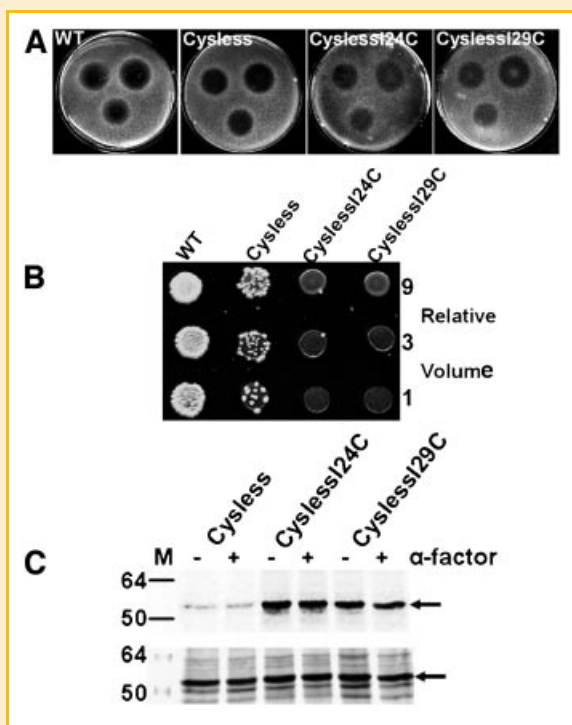 A
WT
Cysless
CyslessI24C
CyslessI29C
WT
Cysless
CyslessI24C
CyslessI29C
B
9
Relative
3
Volume
1
Cysless
CyslessI24C
CyslessI29C
C
M - + - + - + α-factor
64
50
64
50